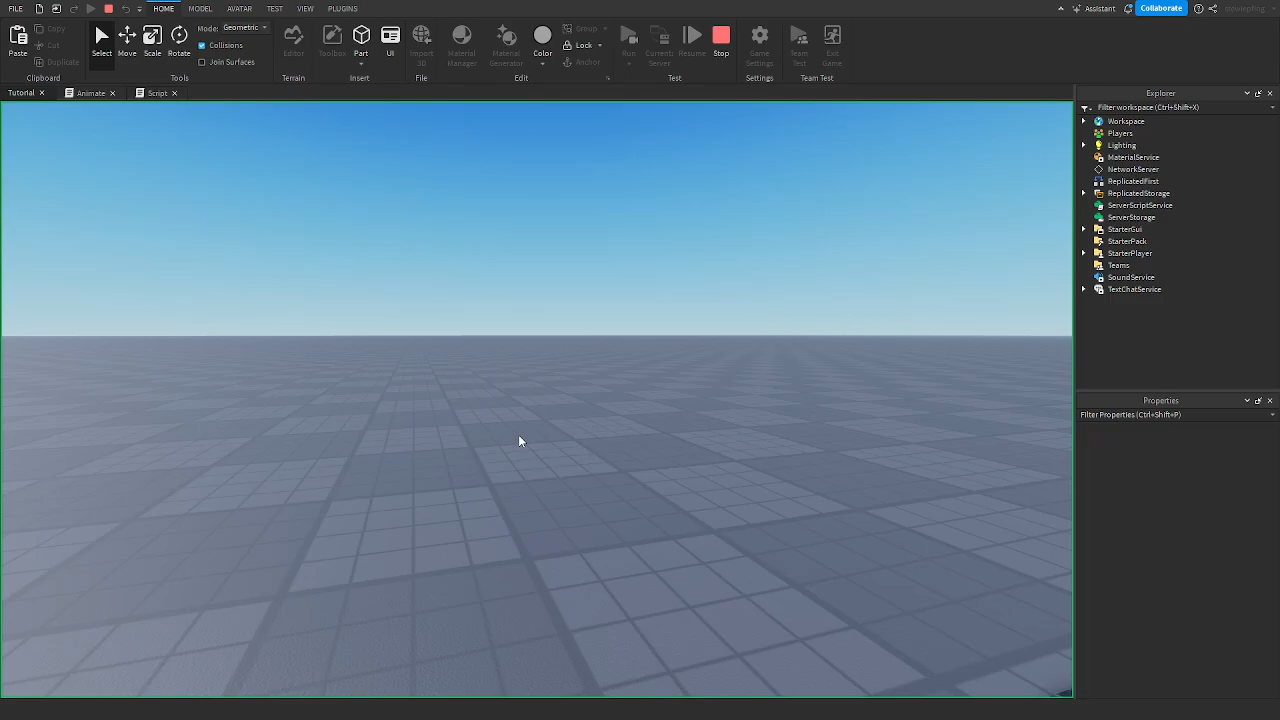 FILE HOME MODEL AVATAR TEST VIEW PLUGINS Assistant Collaborate
Paste Copy Cut Duplicate Clipboard
Select Move Scale Rotate Mode: Geometric Collisions Join Surfaces Tools
Editor Terrain
Toolbox Part UI Insert
Import 3D File
Material Manager Material Generator Color Group Lock Anchor Edit
Run Current: Server Resume Stop Test
Game Settings Settings
Team Test Exit Game Team Test
Tutorial Animate Script
Explorer
Filter workspace (Ctrl+Shift+X)
Workspace
Players
Lighting
MaterialService
NetworkServer
ReplicatedFirst
ReplicatedStorage
ServerScriptService
ServerStorage
StarterGui
StarterPack
StarterPlayer
Teams
SoundService
TextChatService
Properties
Filter Properties (Ctrl+Shift+P)